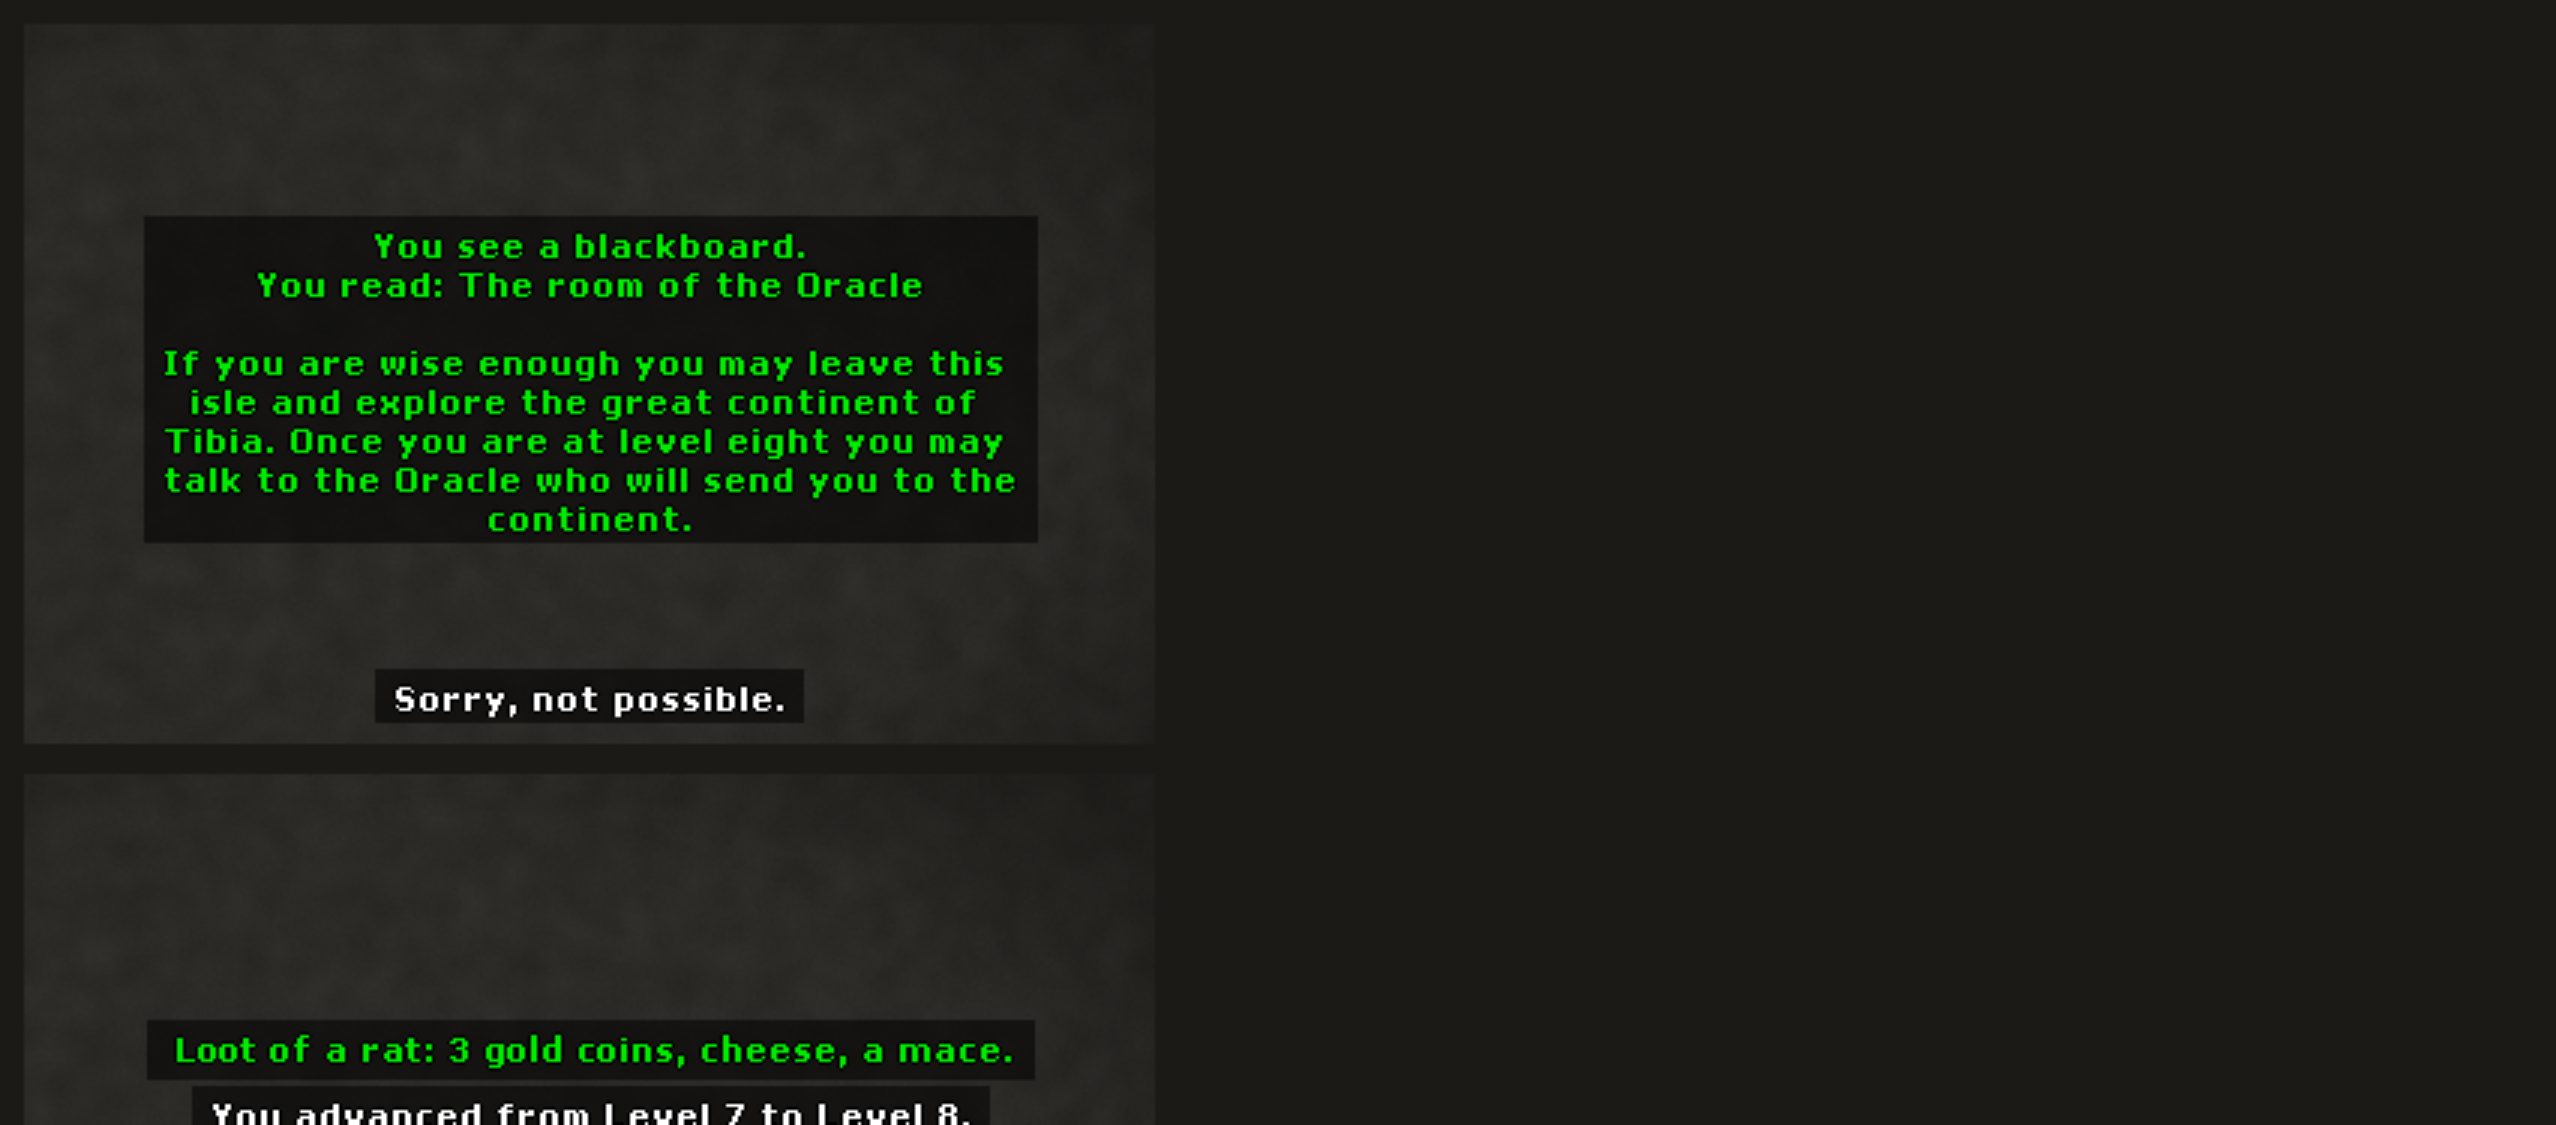 You see a blackboard.
You read: The room of the Oracle
If you are wise enough you may leave this
isle and explore the great continent of
Tibia. Once you are at level eight you may
talk to the Oracle who will send you to the
continent.
Sorry, not possible.
Loot of a rat: 3 gold coins, cheese, a mace.
You advanced from Level 7 to Level 8.